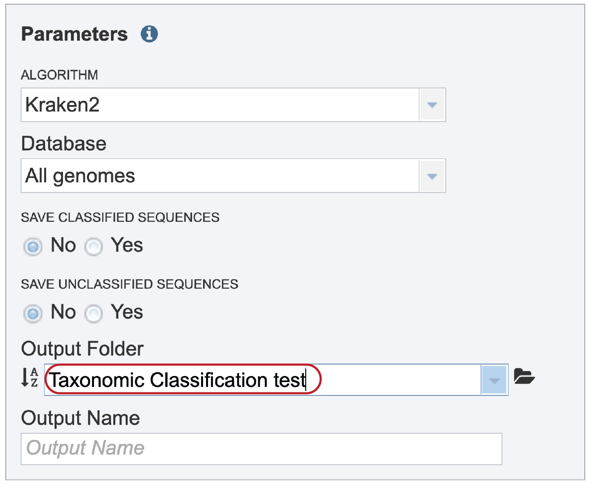 Parameters
ALGORITHM
Kraken2
Database
All genomes
SAVE CLASSIFIED SEQUENCES
No Yes
SAVE UNCLASSIFIED SEQUENCES
No Yes
Output Folder
AZ Taxonomic Classification test
Output Name
Output Name